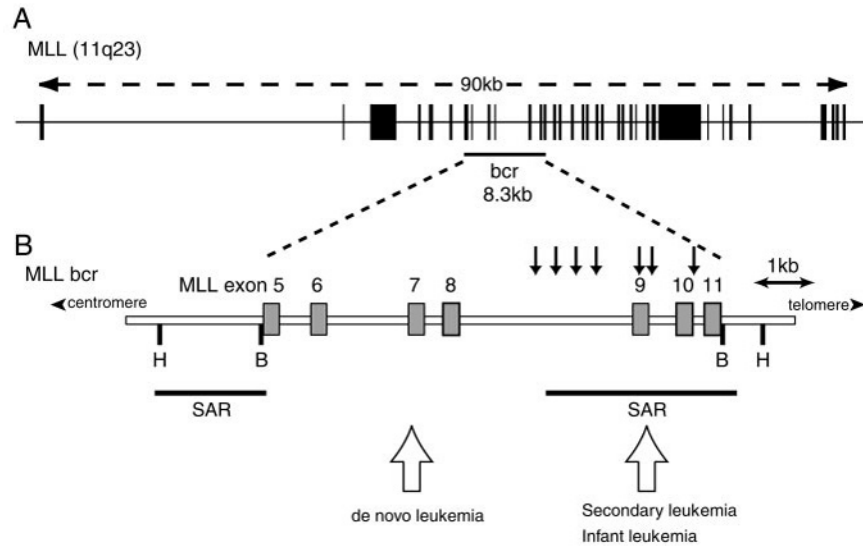 A
MLL (11q23)
90kb
bcr
8.3kb
B
MLL bcr
1kb
MLL exon 5 6 7 8 9 10 11
centromere
telomere
H B B H
SAR SAR
de novo leukemia
Secondary leukemia
Infant leukemia